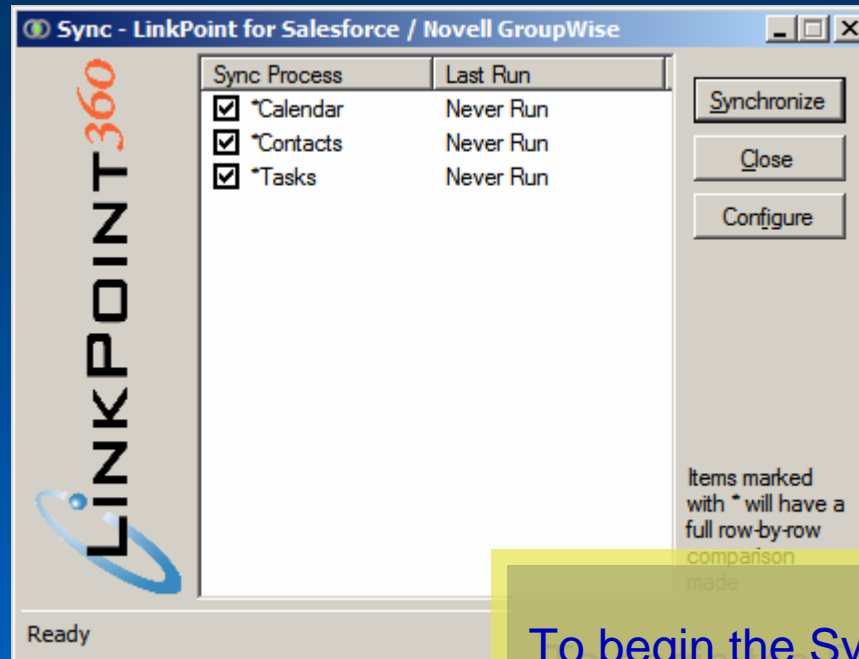 Sync - LinkPoint for Salesforce / Novell GroupWise
LINKPOINT360
Sync Process Last Run
*Calendar Never Run
*Contacts Never Run
*Tasks Never Run
Synchronize
Close
Configure
Items marked
with * will have a
full row-by-row
comparison
made
Ready
To begin the Sy